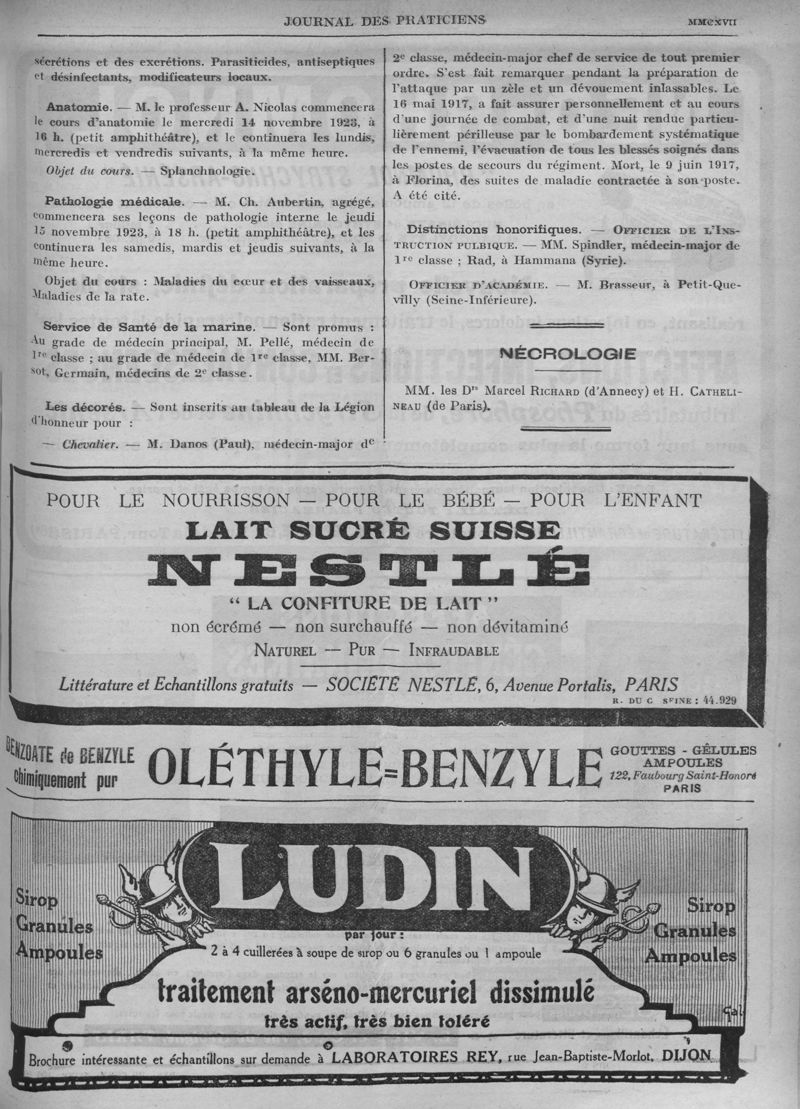 JOURNAL DES PRATICIENS
MMCXVII
sécrétions et des excrétions. Parasiticides, antiseptiques
et désinfectants, modificateurs locaux.
Anatomie. — M. le professeur A. Nicolas commencera
le cours d'anatomie le mercredi 14 novembre 1923, à
16 h. (petit amphithéâtre), et le continuera les lundis,
mercredis et vendredis suivants, à la même heure.
Objet du cours. — Splanchnologie.
Pathologie médicale. — M. Ch. Aubertin, agrégé,
commencera ses leçons de pathologie interne le jeudi
15 novembre 1923, à 18 h. (petit amphithéâtre), et les
continuera les samedis, mardis et jeudis suivants, à la
même heure.
Objet du cours : Maladies du cœur et des vaisseaux,
Maladies de la rate.
Service de Santé de la marine. — Sont promus :
Au grade de médecin principal, M. Pellé, médecin de
1re classe ; au grade de médecin de 1re classe, MM. Ber-
sot, Germain, médecins de 2e classe.
Les décorés. — Sont inscrits au tableau de la Légion
d'honneur pour :
— Chevalier. — M. Danos (Paul), médecin-major de
2e classe, médecin-major chef de service de tout premier
ordre. S'est fait remarquer pendant la préparation de
l'attaque par un zèle et un dévouement inlassables. Le
16 mai 1917, a fait assurer personnellement et au cours
d'une journée de combat, et d'une nuit rendue particu-
lièrement périlleuse par le bombardement systématique
de l'ennemi, l'évacuation de tous les blessés soignés dans
les postes de secours du régiment. Mort, le 9 juin 1917,
à Florina, des suites de maladie contractée à son poste.
A été cité.
Distinctions honorifiques. — OFFICIER DE L'INS-
TRUCTION PULBIQUE. — MM. Spindler, médecin-major de
1re classe ; Rad, à Hammana (Syrie).
OFFICIER D'ACADÉMIE. — M. Brasseur, à Petit-Que-
villy (Seine-Inférieure).
NÉCROLOGIE
MM. les Drs Marcel RICHARD (d'Annecy) et H. CATHELI-
NEAU (de Paris).
POUR LE NOURRISSON — POUR LE BÉBÉ — POUR L'ENFANT
LAIT SUCRÉ SUISSE
NESTLÉ
“ LA CONFITURE DE LAIT ”
non écrémé — non surchauffé — non dévitaminé
NATUREL — PUR — INFRAUDABLE
Littérature et Echantillons gratuits — SOCIÉTÉ NESTLÉ, 6, Avenue Portalis, PARIS
R. DU C SEINE : 44.929
BENZOATE de BENZYLE
chimiquement pur
OLÉTHYLE=BENZYLE
GOUTTES - GÉLULES
AMPOULES
122, Faubourg Saint-Honoré
PARIS
LUDIN
Sirop
Granules
Ampoules
Sirop
Granules
Ampoules
par jour :
2 à 4 cuillerées à soupe de sirop ou 6 granules ou 1 ampoule
traitement arséno-mercuriel dissimulé
très actif, très bien toléré
Gal
Brochure intéressante et échantillons sur demande à LABORATOIRES REY, rue Jean-Baptiste-Morlot, DIJON